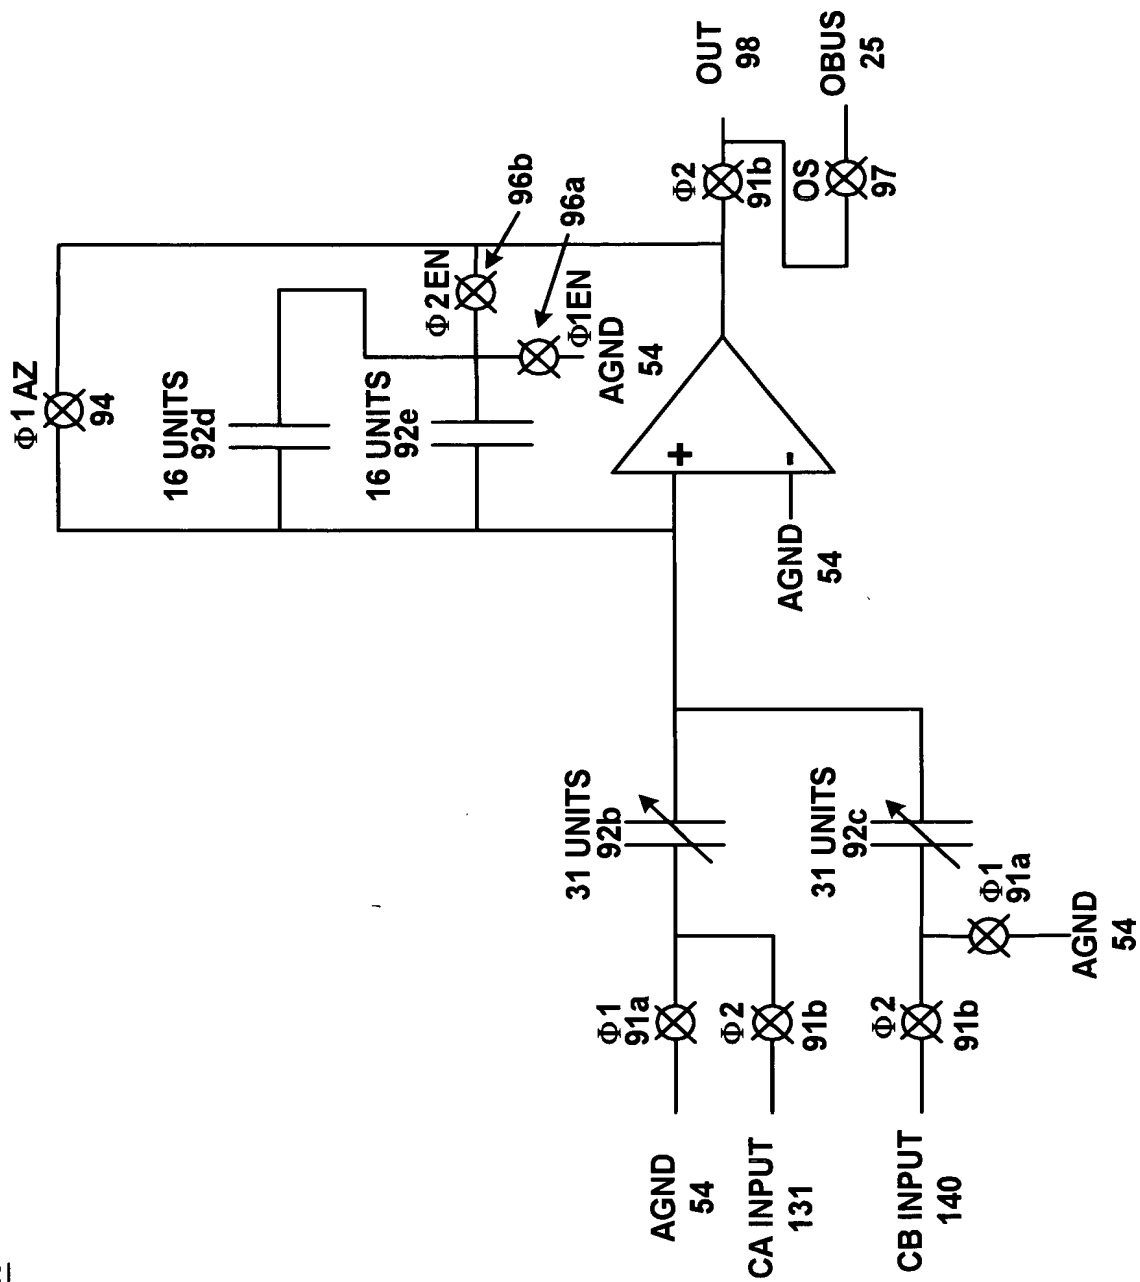 Φ1 AZ
94
16 UNITS
92d
16 UNITS
92e
Φ2 EN
96b
96a
Φ1EN
AGND
54
31 UNITS
92b
Φ1
91a
AGND
54
+
-
AGND
54
Φ2
91b
OUT
98
CA INPUT
131
Φ2
91b
OS
97
OBUS
25
31 UNITS
92c
CB INPUT
140
Φ2
91b
Φ1
91a
AGND
54